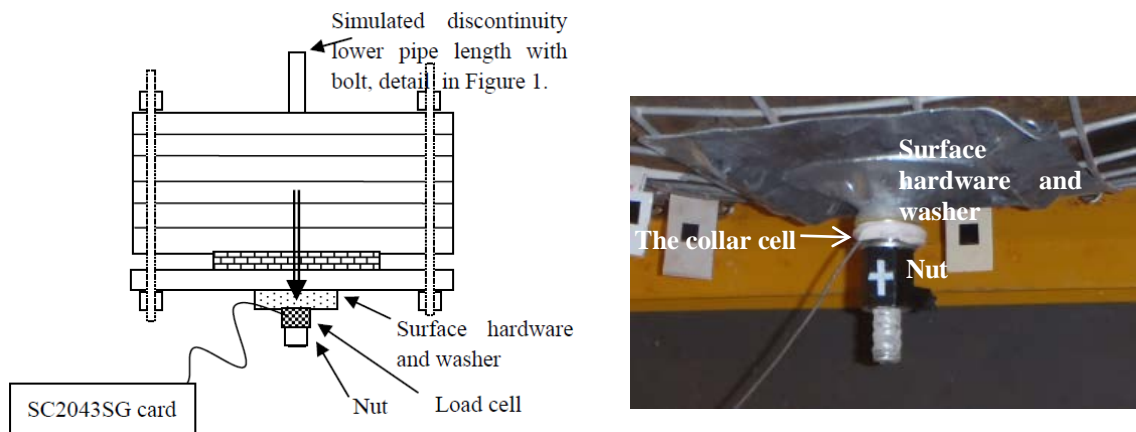 Simulated discontinuity
lower pipe length with
bolt, detail in Figure 1.
Surface hardware
and washer
Nut
Load cell
SC2043SG card
Surface
hardware and
washer
The collar cell
Nut